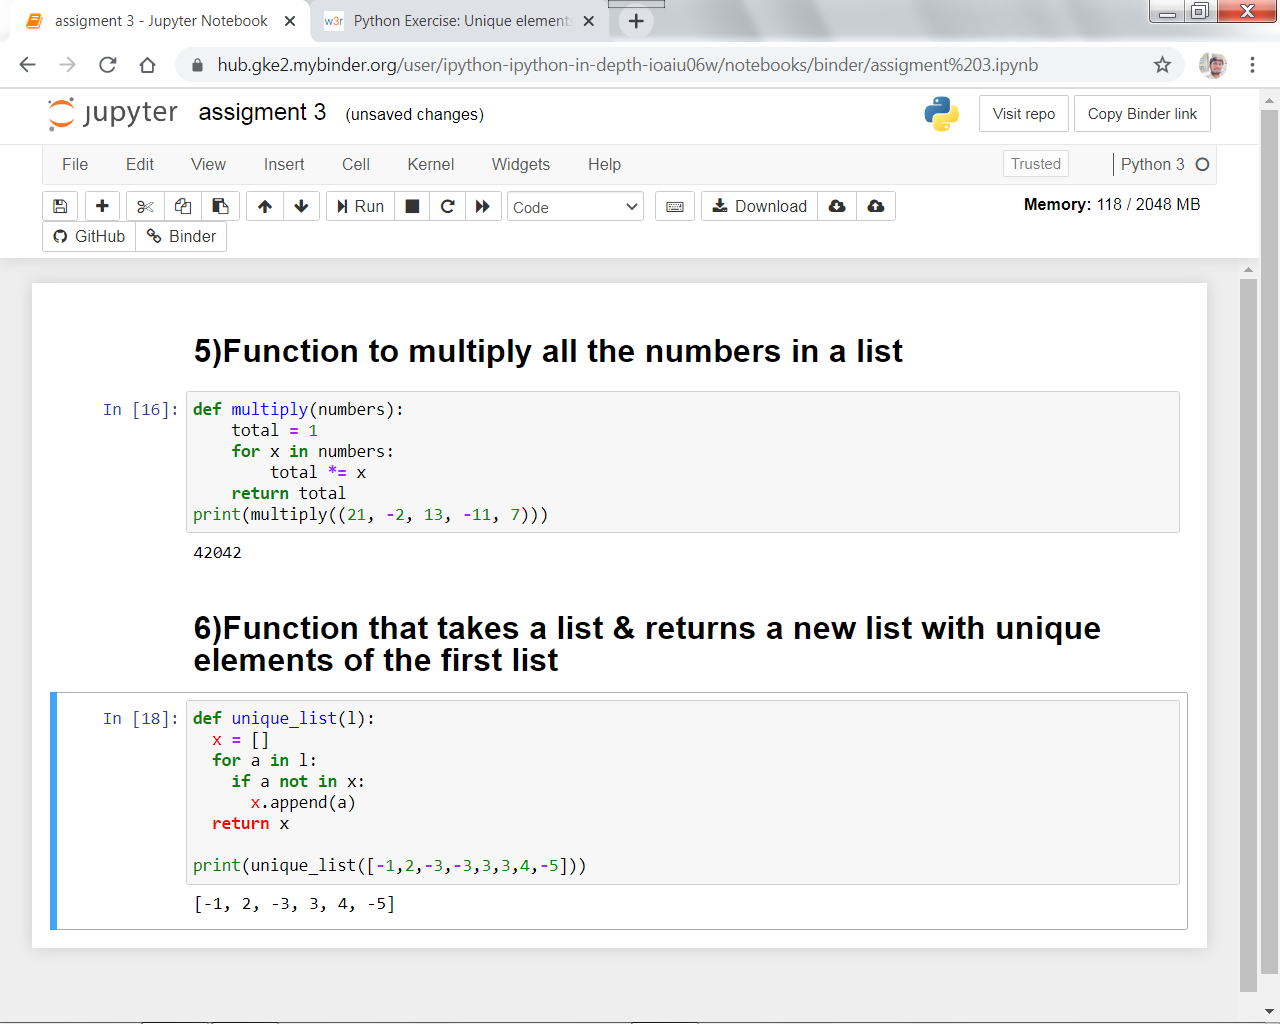 assigment 3 - Jupyter Notebook
w3r Python Exercise: Unique element
hub.gke2.mybinder.org/user/ipython-ipython-in-depth-ioaiu06w/notebooks/binder/assigment%203.ipynb
jupyter assigment 3 (unsaved changes)
Visit repo Copy Binder link
File Edit View Insert Cell Kernel Widgets Help Trusted Python 3
Run Code Download Memory: 118 / 2048 MB
GitHub Binder
5)Function to multiply all the numbers in a list
In [16]: def multiply(numbers):
    total = 1
    for x in numbers:
        total *= x
    return total
print(multiply((21, -2, 13, -11, 7)))
42042
6)Function that takes a list & returns a new list with unique
elements of the first list
In [18]: def unique_list(l):
  x = []
  for a in l:
    if a not in x:
      x.append(a)
  return x
print(unique_list([-1,2,-3,-3,3,3,4,-5]))
[-1, 2, -3, 3, 4, -5]